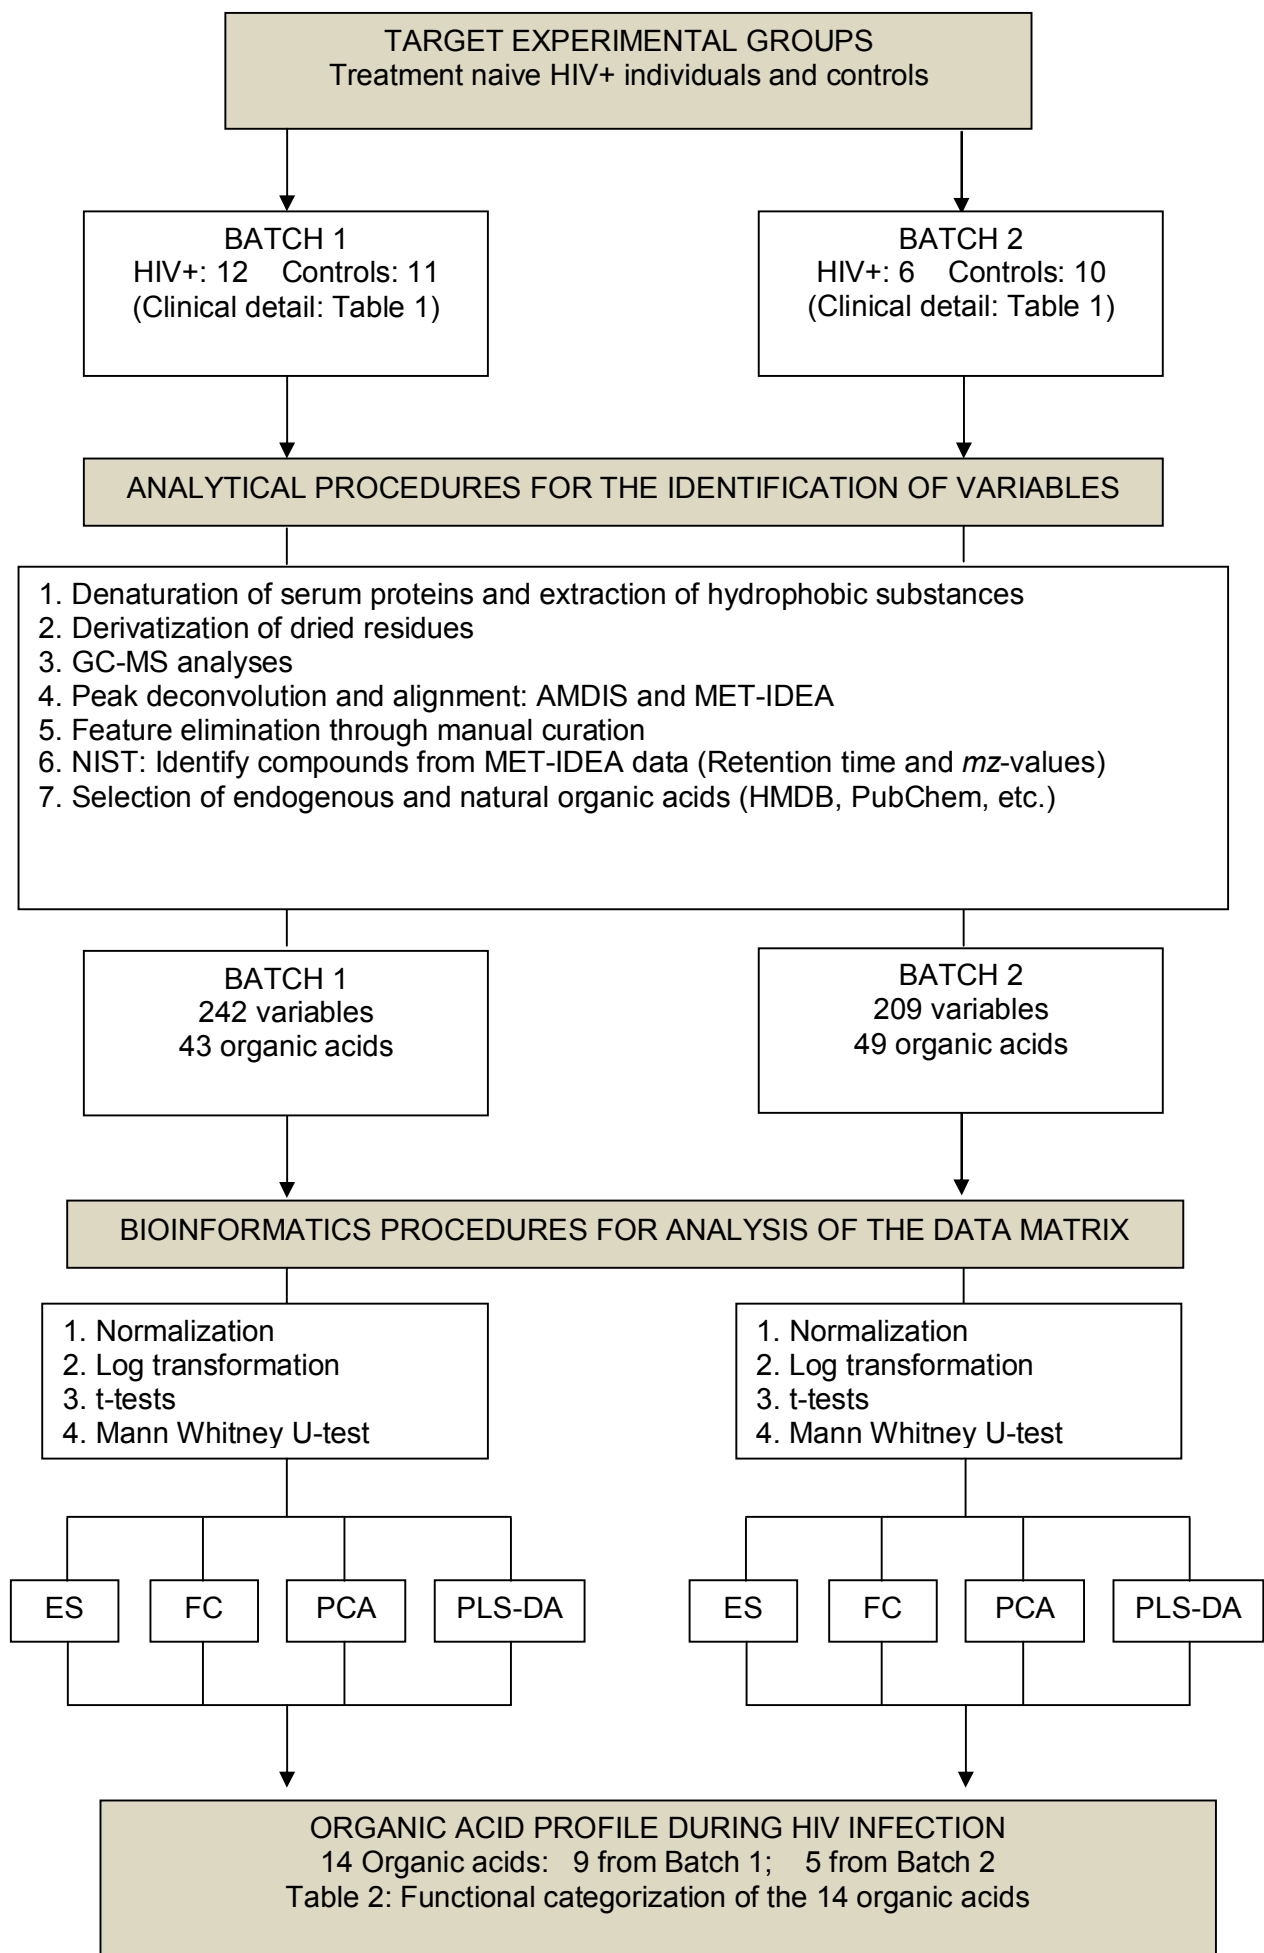 TARGET EXPERIMENTAL GROUPS
Treatment naive HIV+ individuals and controls
BATCH 1
HIV+: 12 Controls: 11
(Clinical detail: Table 1)
BATCH 2
HIV+: 6 Controls: 10
(Clinical detail: Table 1)
ANALYTICAL PROCEDURES FOR THE IDENTIFICATION OF VARIABLES
1. Denaturation of serum proteins and extraction of hydrophobic substances
2. Derivatization of dried residues
3. GC-MS analyses
4. Peak deconvolution and alignment: AMDIS and MET-IDEA
5. Feature elimination through manual curation
6. NIST: Identify compounds from MET-IDEA data (Retention time and mz-values)
7. Selection of endogenous and natural organic acids (HMDB, PubChem, etc.)
BATCH 1
242 variables
43 organic acids
BATCH 2
209 variables
49 organic acids
BIOINFORMATICS PROCEDURES FOR ANALYSIS OF THE DATA MATRIX
1. Normalization
2. Log transformation
3. t-tests
4. Mann Whitney U-test
1. Normalization
2. Log transformation
3. t-tests
4. Mann Whitney U-test
ES FC PCA PLS-DA
ES FC PCA PLS-DA
ORGANIC ACID PROFILE DURING HIV INFECTION
14 Organic acids: 9 from Batch 1; 5 from Batch 2
Table 2: Functional categorization of the 14 organic acids